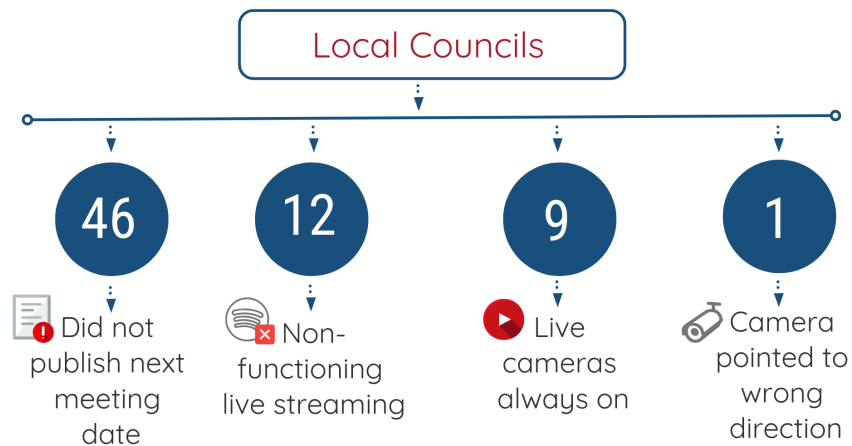 Local Councils
46
Did not
publish next
meeting
date
12
Non-
functioning
live streaming
9
Live
cameras
always on
1
Camera
pointed to
wrong
direction